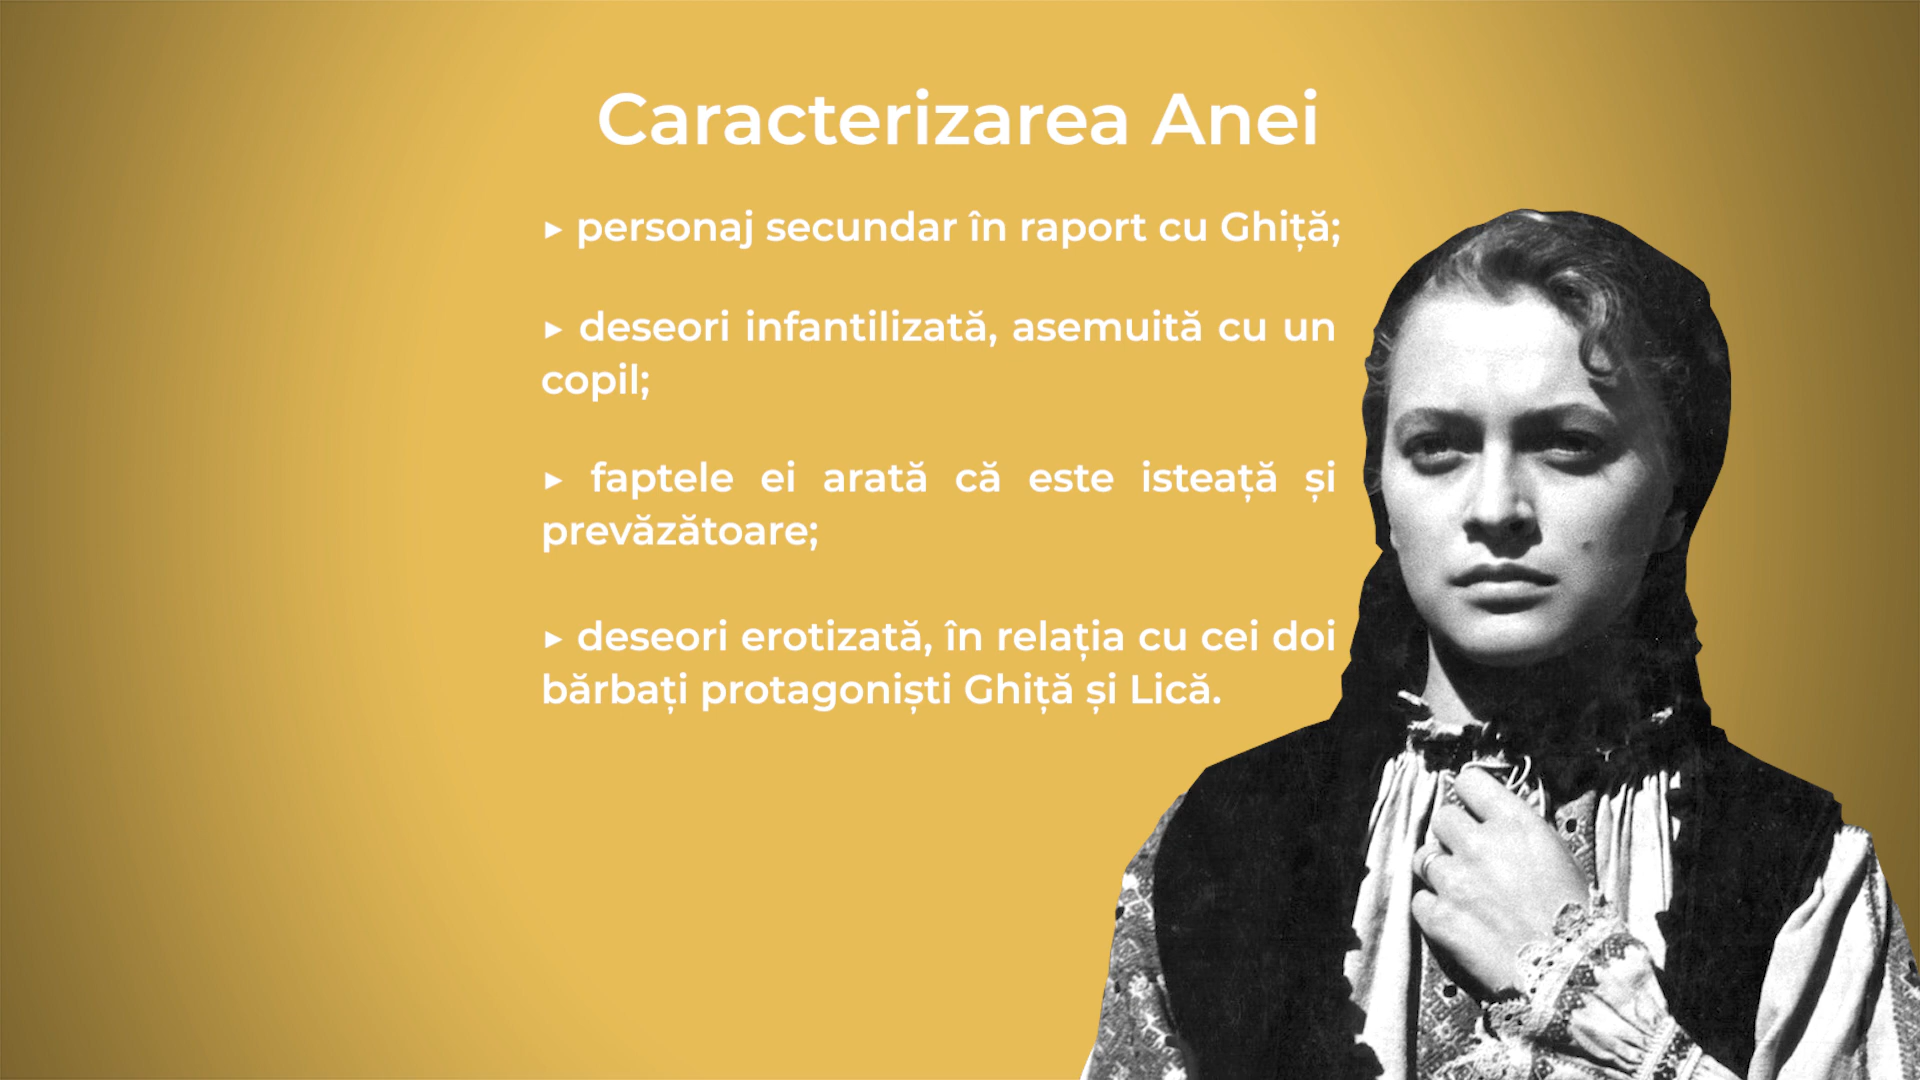 Caracterizarea Anei
▸ personaj secundar în raport cu Ghiță;
▸ deseori infantilizată, asemuită cu un
copil;
▸ faptele ei arată că este isteață și
prevăzătoare;
▸ deseori erotizată, în relația cu cei doi
bărbați protagoniști Ghiță și Lică.